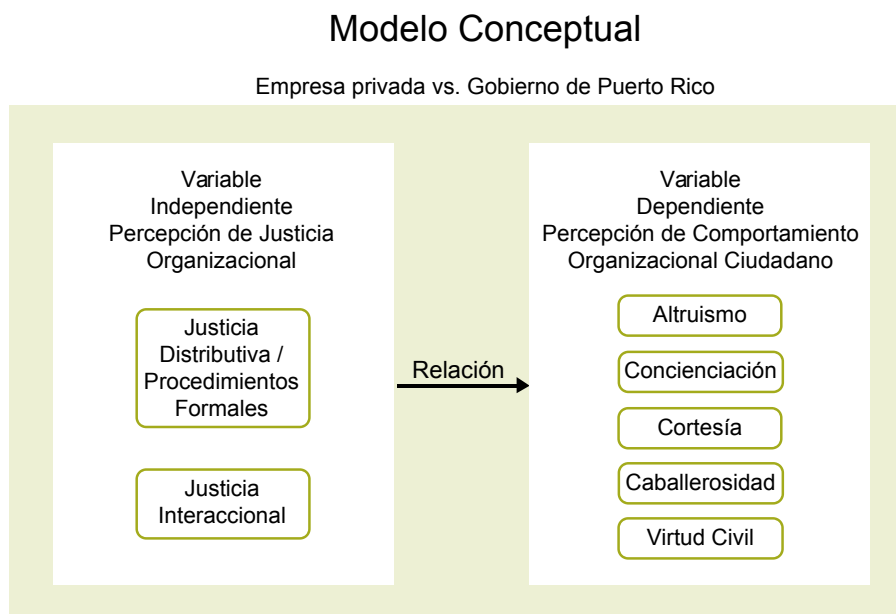 Modelo Conceptual
Empresa privada vs. Gobierno de Puerto Rico
Variable
Independiente
Percepción de Justicia
Organizacional
Justicia
Distributiva /
Procedimientos
Formales
Justicia
Interaccional
Relación
Variable
Dependiente
Percepción de Comportamiento
Organizacional Ciudadano
Altruismo
Concienciación
Cortesía
Caballerosidad
Virtud Civil